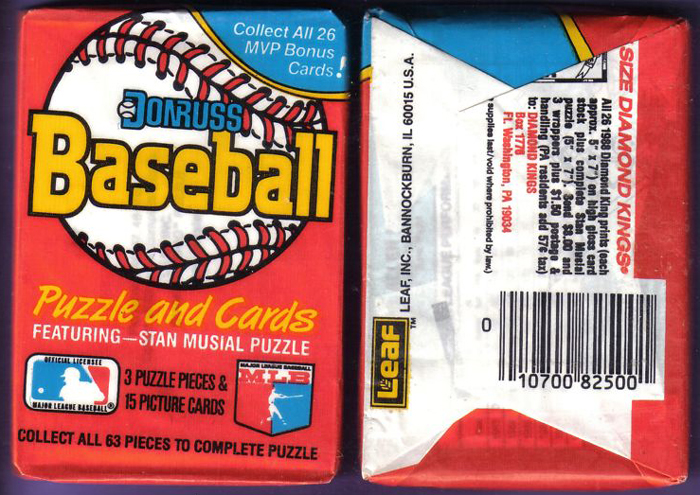 Collect All 26
MVP Bonus
Cards!
DONRUSS
Baseball
Puzzle and Cards
FEATURING—STAN MUSIAL PUZZLE
OFFICIAL LICENSEE
MAJOR LEAGUE BASEBALL®
3 PUZZLE PIECES &
15 PICTURE CARDS
MAJOR LEAGUE BASEBALL
MLB
COLLECT ALL 63 PIECES TO COMPLETE PUZZLE
SIZE DIAMOND KINGS®
All 26 1988 Diamond King prints (each
approx. 5" x 7") on high gloss card
stock plus complete Stan Musial
puzzle (5" x 7"). Send $8.00 and
3 wrappers plus $1.50 postage &
handling (PA residents add 57¢ tax)
to: DIAMOND KINGS
Box 1776
Ft. Washington, PA 19034
supplies last/void where prohibited by law.)
LEAF, INC., BANNOCKBURN, IL 60015 U.S.A.
Leaf™
0
10700 82500